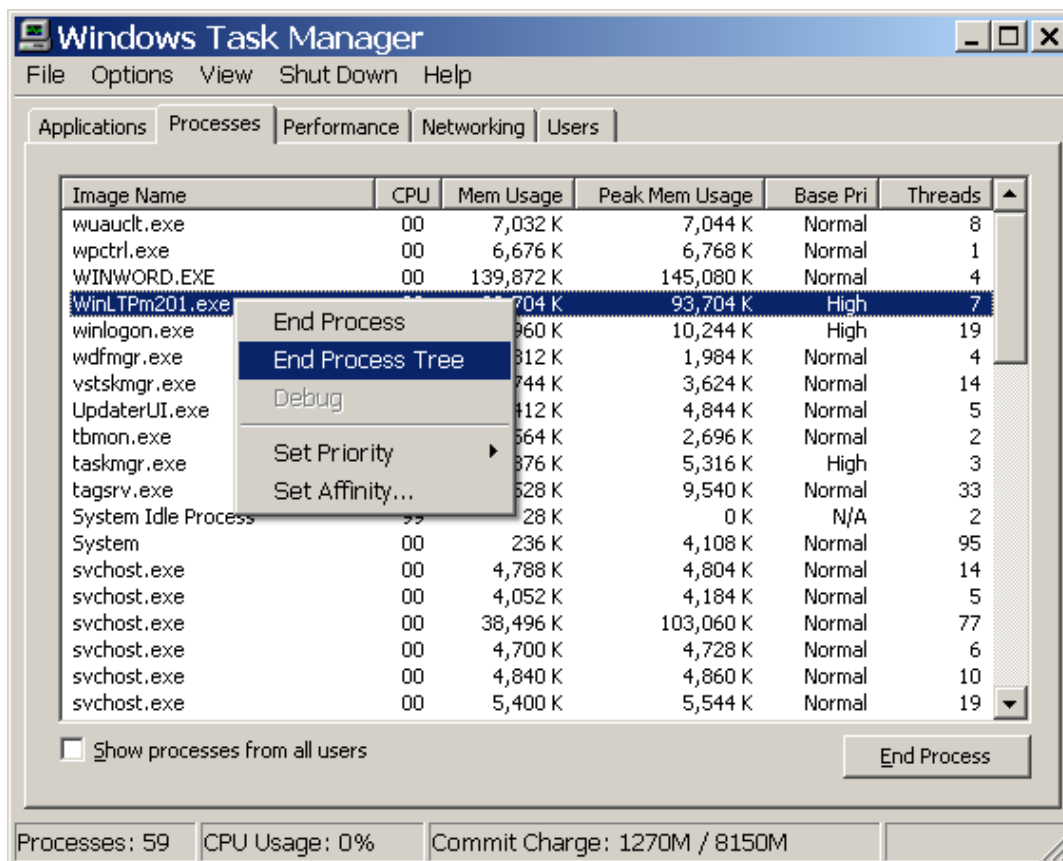 Windows Task Manager
File Options View Shut Down Help
Applications Processes Performance Networking Users
Image Name CPU Mem Usage Peak Mem Usage Base Pri Threads
wuauclt.exe 00 7,032 K 7,044 K Normal 8
wpctrl.exe 00 6,676 K 6,768 K Normal 1
WINWORD.EXE 00 139,872 K 145,080 K Normal 4
WinLTPm201.exe 704 K 93,704 K High 7
End Process
winlogon.exe 960 K 10,244 K High 19
End Process Tree
wdfmgr.exe 812 K 1,984 K Normal 4
vstskmgr.exe 744 K 3,624 K Normal 14
Debug
UpdaterUI.exe 412 K 4,844 K Normal 5
tbmon.exe 564 K 2,696 K Normal 2
Set Priority
taskmgr.exe 376 K 5,316 K High 3
Set Affinity...
tagsrv.exe 528 K 9,540 K Normal 33
System Idle Process 99 28 K 0 K N/A 2
System 00 236 K 4,108 K Normal 95
svchost.exe 00 4,788 K 4,804 K Normal 14
svchost.exe 00 4,052 K 4,184 K Normal 5
svchost.exe 00 38,496 K 103,060 K Normal 77
svchost.exe 00 4,700 K 4,728 K Normal 6
svchost.exe 00 4,840 K 4,860 K Normal 10
svchost.exe 00 5,400 K 5,544 K Normal 19
Show processes from all users
End Process
Processes: 59 CPU Usage: 0% Commit Charge: 1270M / 8150M